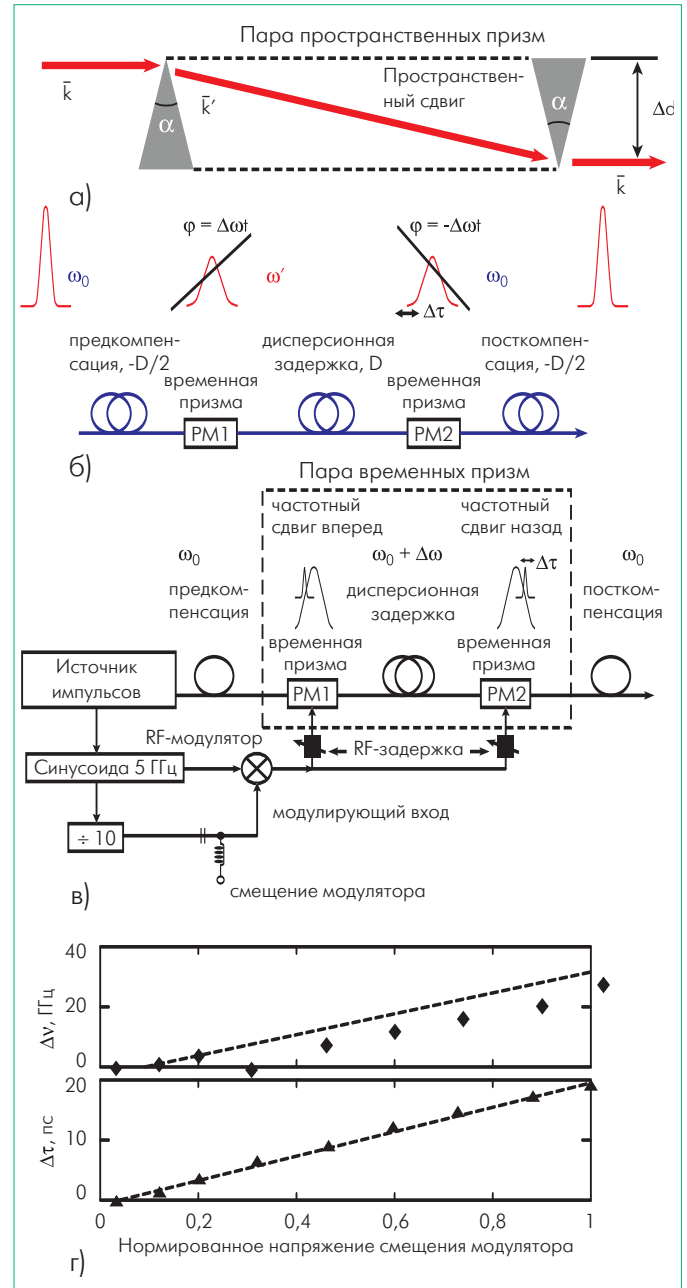 Пара пространственных призм
k̄
α
k̄′
Пространствен-
ный сдвиг
α
Δd
k̄
а)
φ = Δωt
φ = -Δωt
ω₀
ω′
ω₀
Δτ
предкомпен-
сация, -D/2
дисперсионная
задержка, D
посткомпен-
сация, -D/2
временная
призма
временная
призма
PM1
PM2
б)
Пара временных призм
частотный
сдвиг вперед
частотный
сдвиг назад
ω₀
ω₀ + Δω
Δτ
ω₀
предком-
пенсация
дисперсионная
задержка
постком-
пенсация
временная
призма
временная
призма
Источник
импульсов
PM1
PM2
RF-модулятор
RF-задержка
Синусоида 5 ГГц
модулирующий вход
÷ 10
смещение модулятора
в)
40
20
0
Δν, ГГц
20
10
0
Δτ, пс
0 0,2 0,4 0,6 0,8 1
Нормированное напряжение смещения модулятора
г)